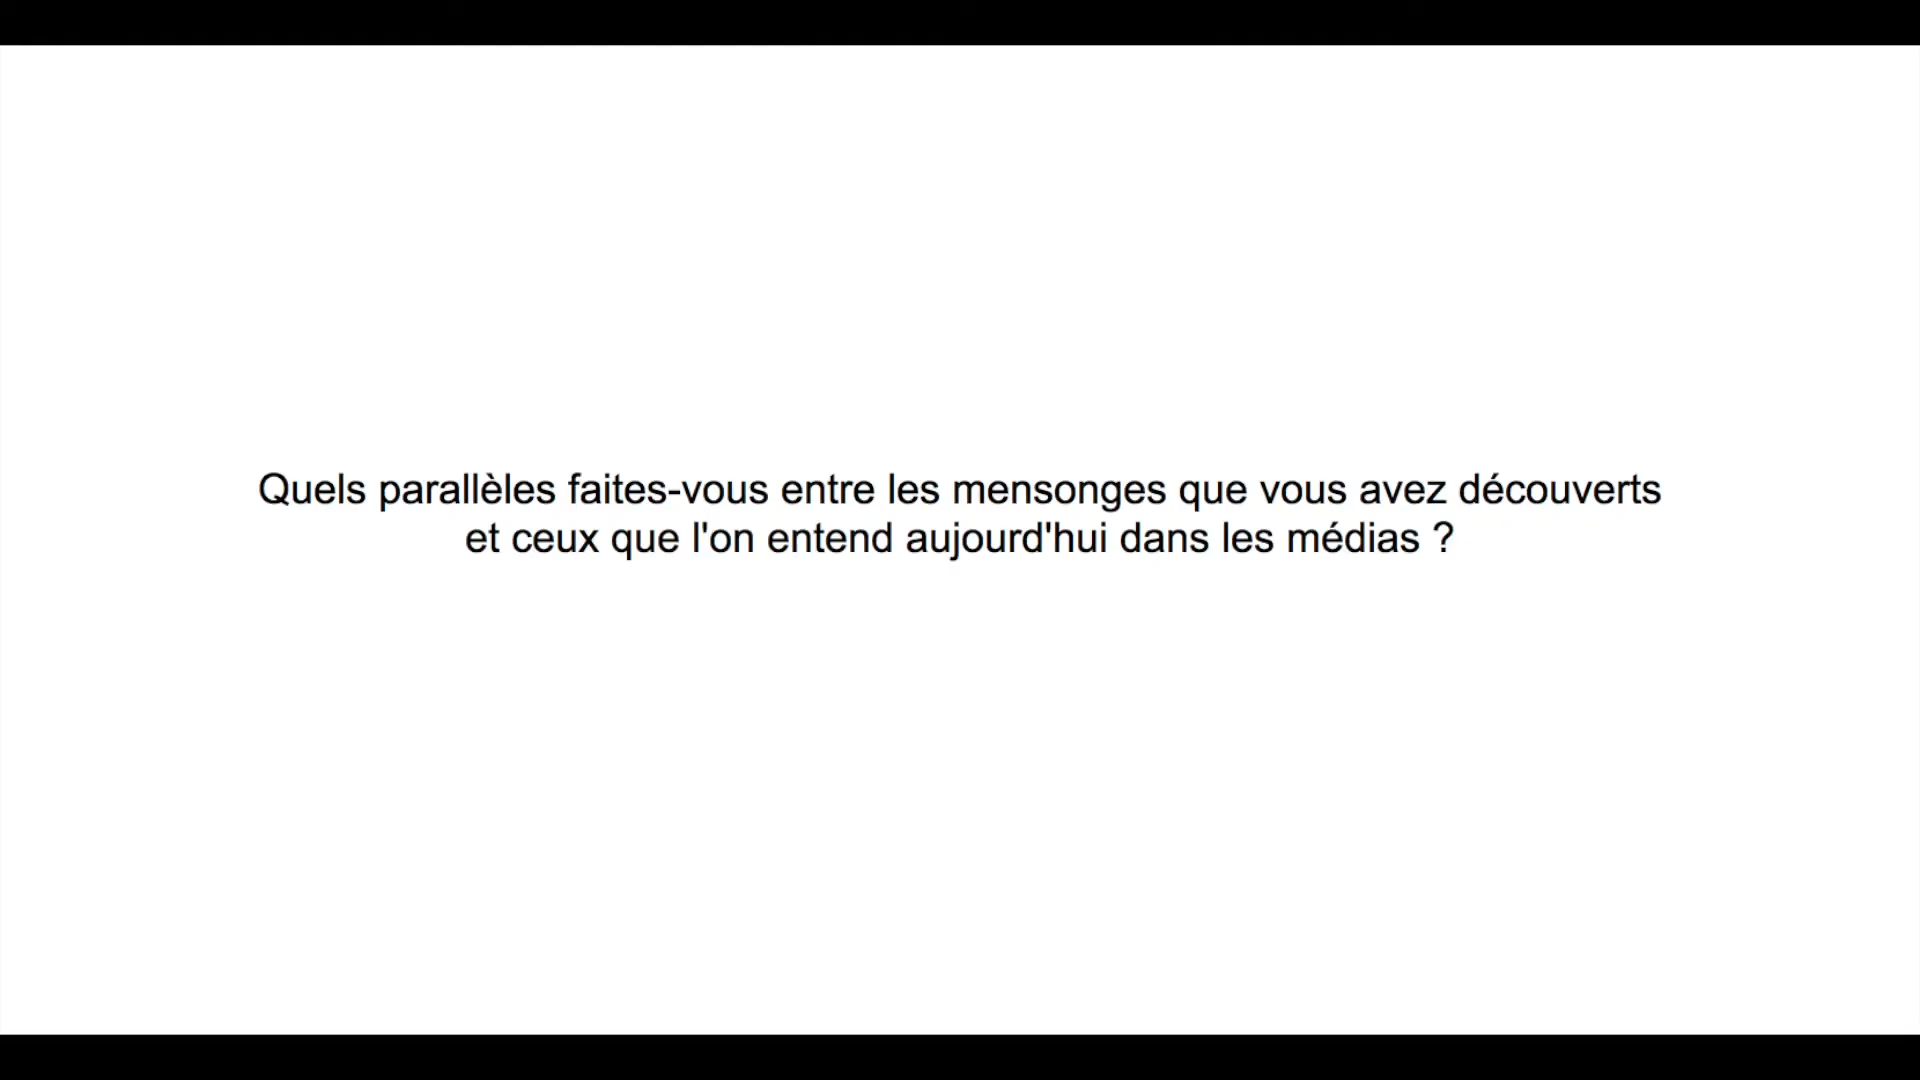 Quels parallèles faites-vous entre les mensonges que vous avez découverts
et ceux que l'on entend aujourd'hui dans les médias ?